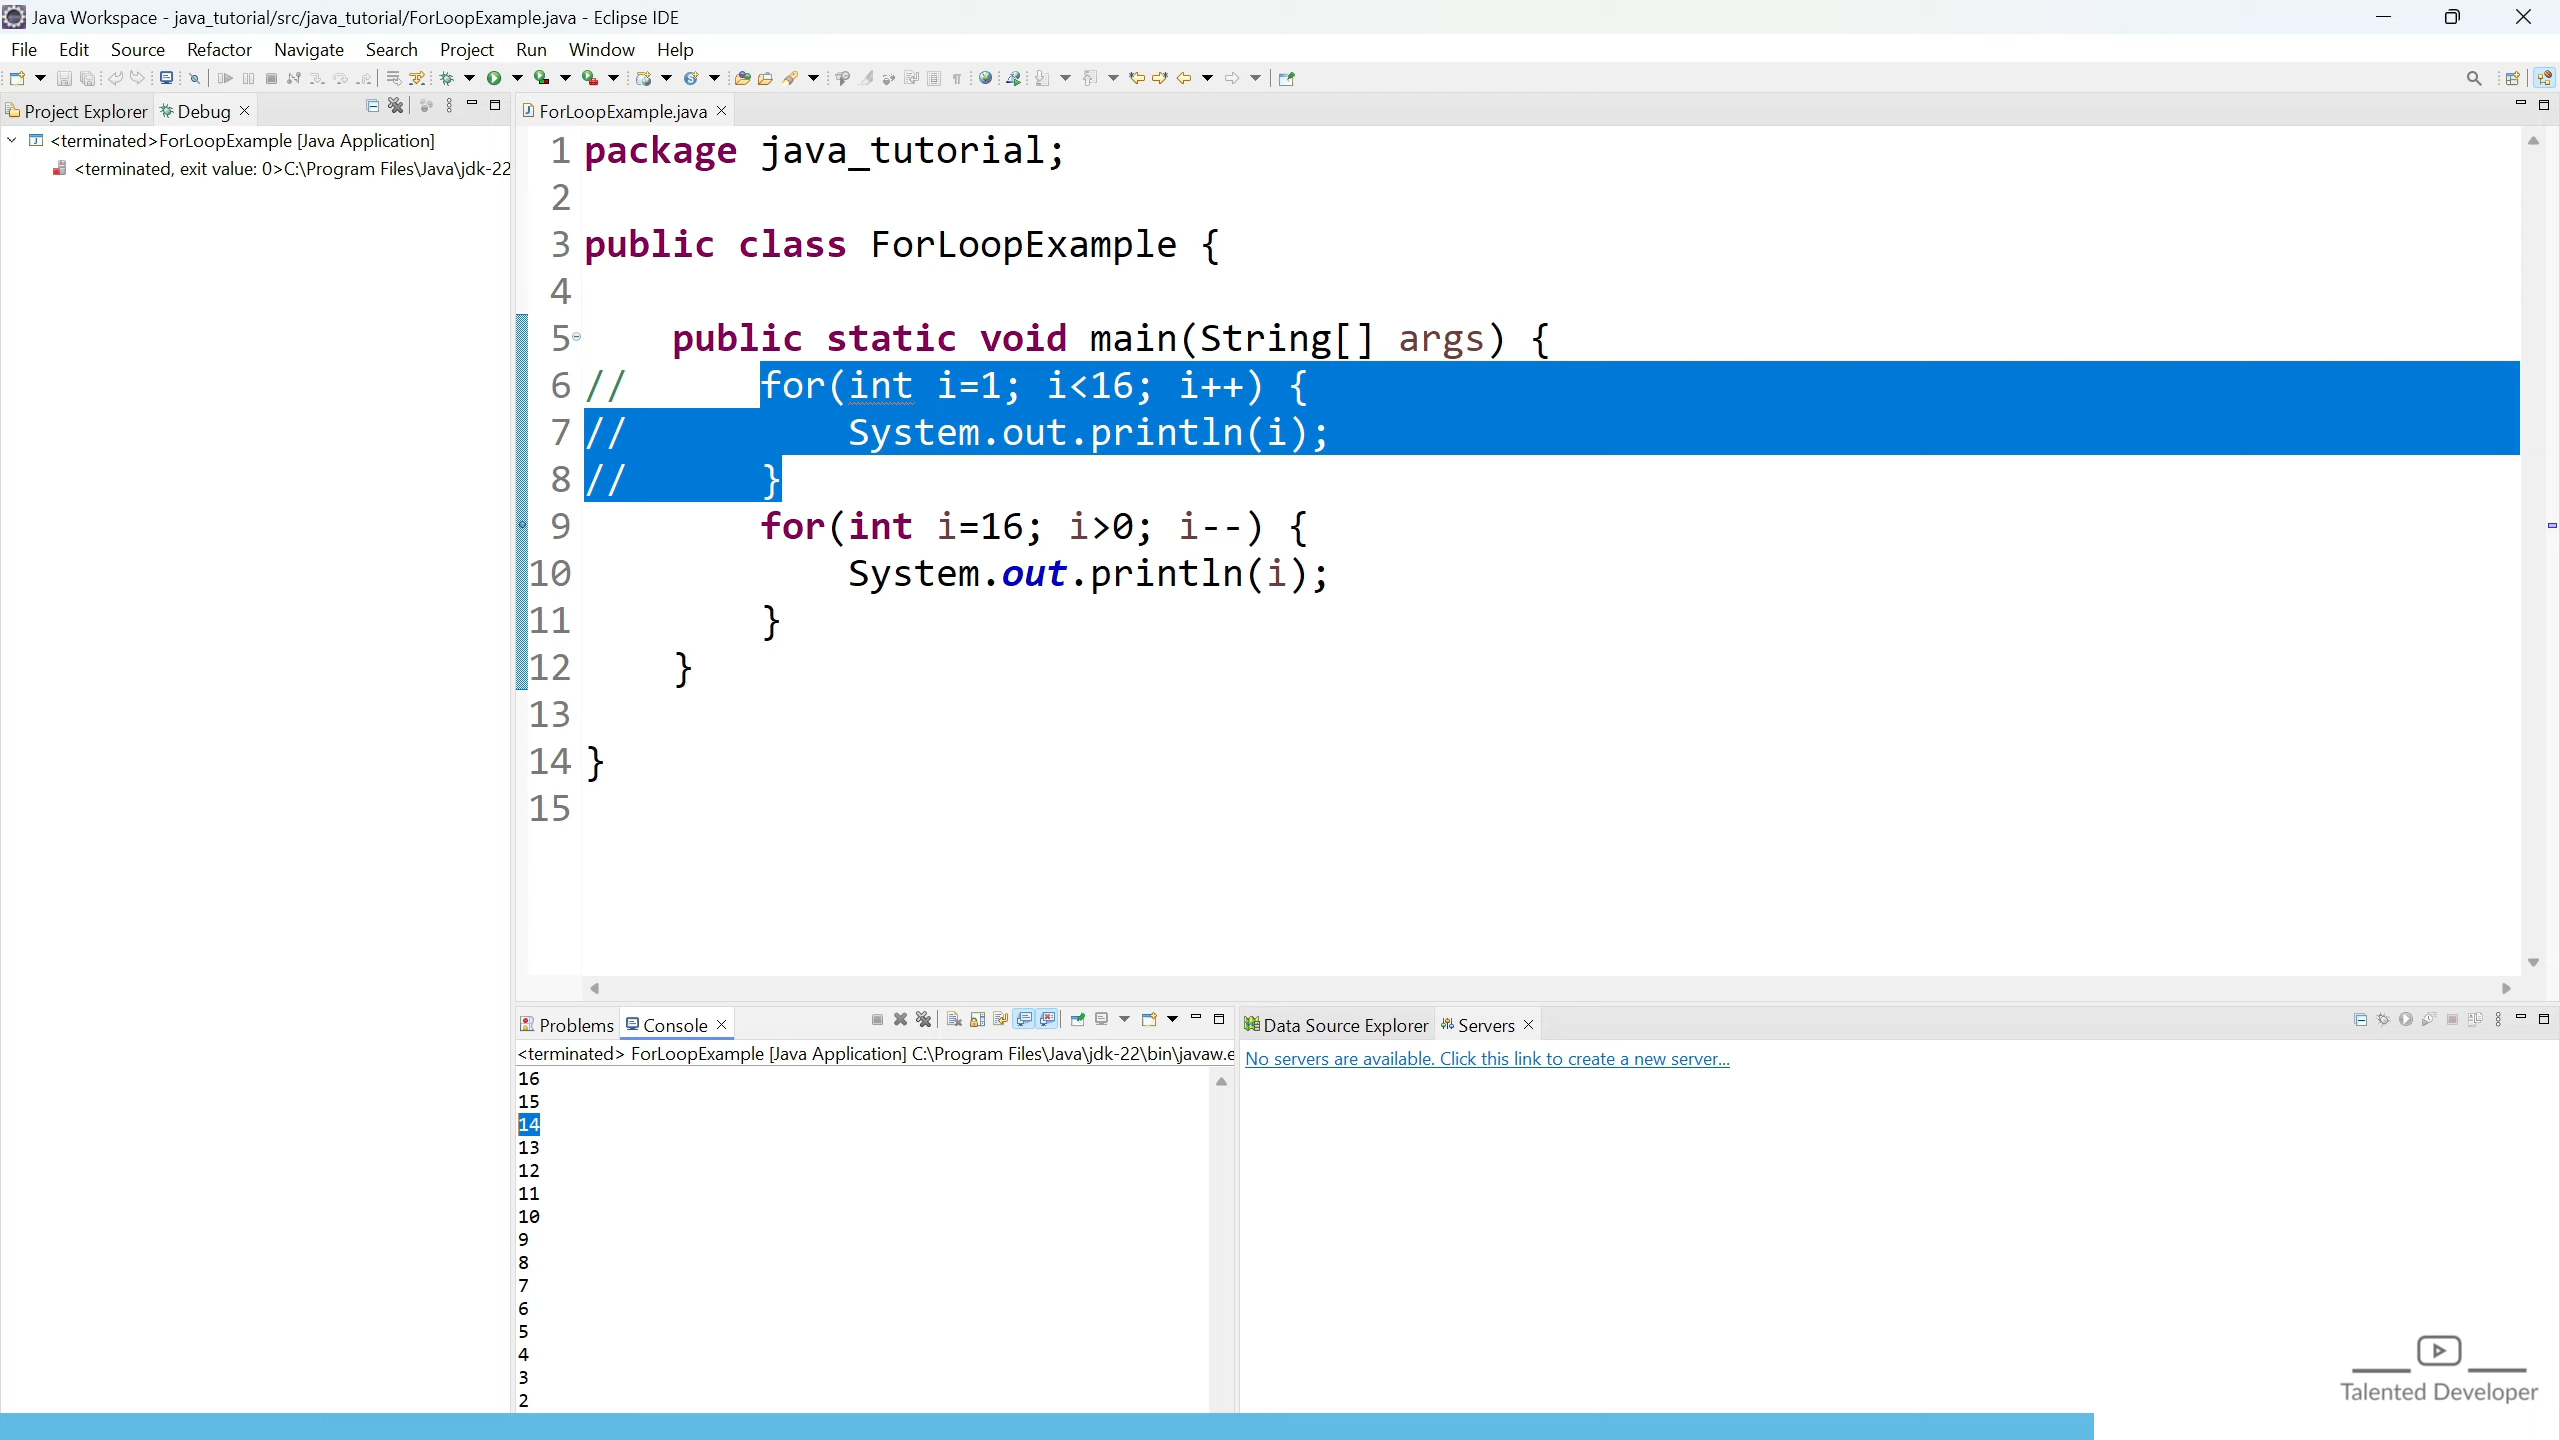 Java Workspace - java_tutorial/src/java_tutorial/ForLoopExample.java - Eclipse IDE
File Edit Source Refactor Navigate Search Project Run Window Help
Project Explorer Debug
ForLoopExample.java
<terminated>ForLoopExample [Java Application]
<terminated, exit value: 0>C:\Program Files\Java\jdk-22
1 package java_tutorial;
2
3 public class ForLoopExample {
4
5 public static void main(String[] args) {
6 // for(int i=1; i<16; i++) {
7 // System.out.println(i);
8 // }
9 for(int i=16; i>0; i--) {
10 System.out.println(i);
11 }
12 }
13
14 }
15
Problems Console
<terminated> ForLoopExample [Java Application] C:\Program Files\Java\jdk-22\bin\javaw.e
16
15
14
13
12
11
10
9
8
7
6
5
4
3
2
Data Source Explorer Servers
No servers are available. Click this link to create a new server...
Talented Developer